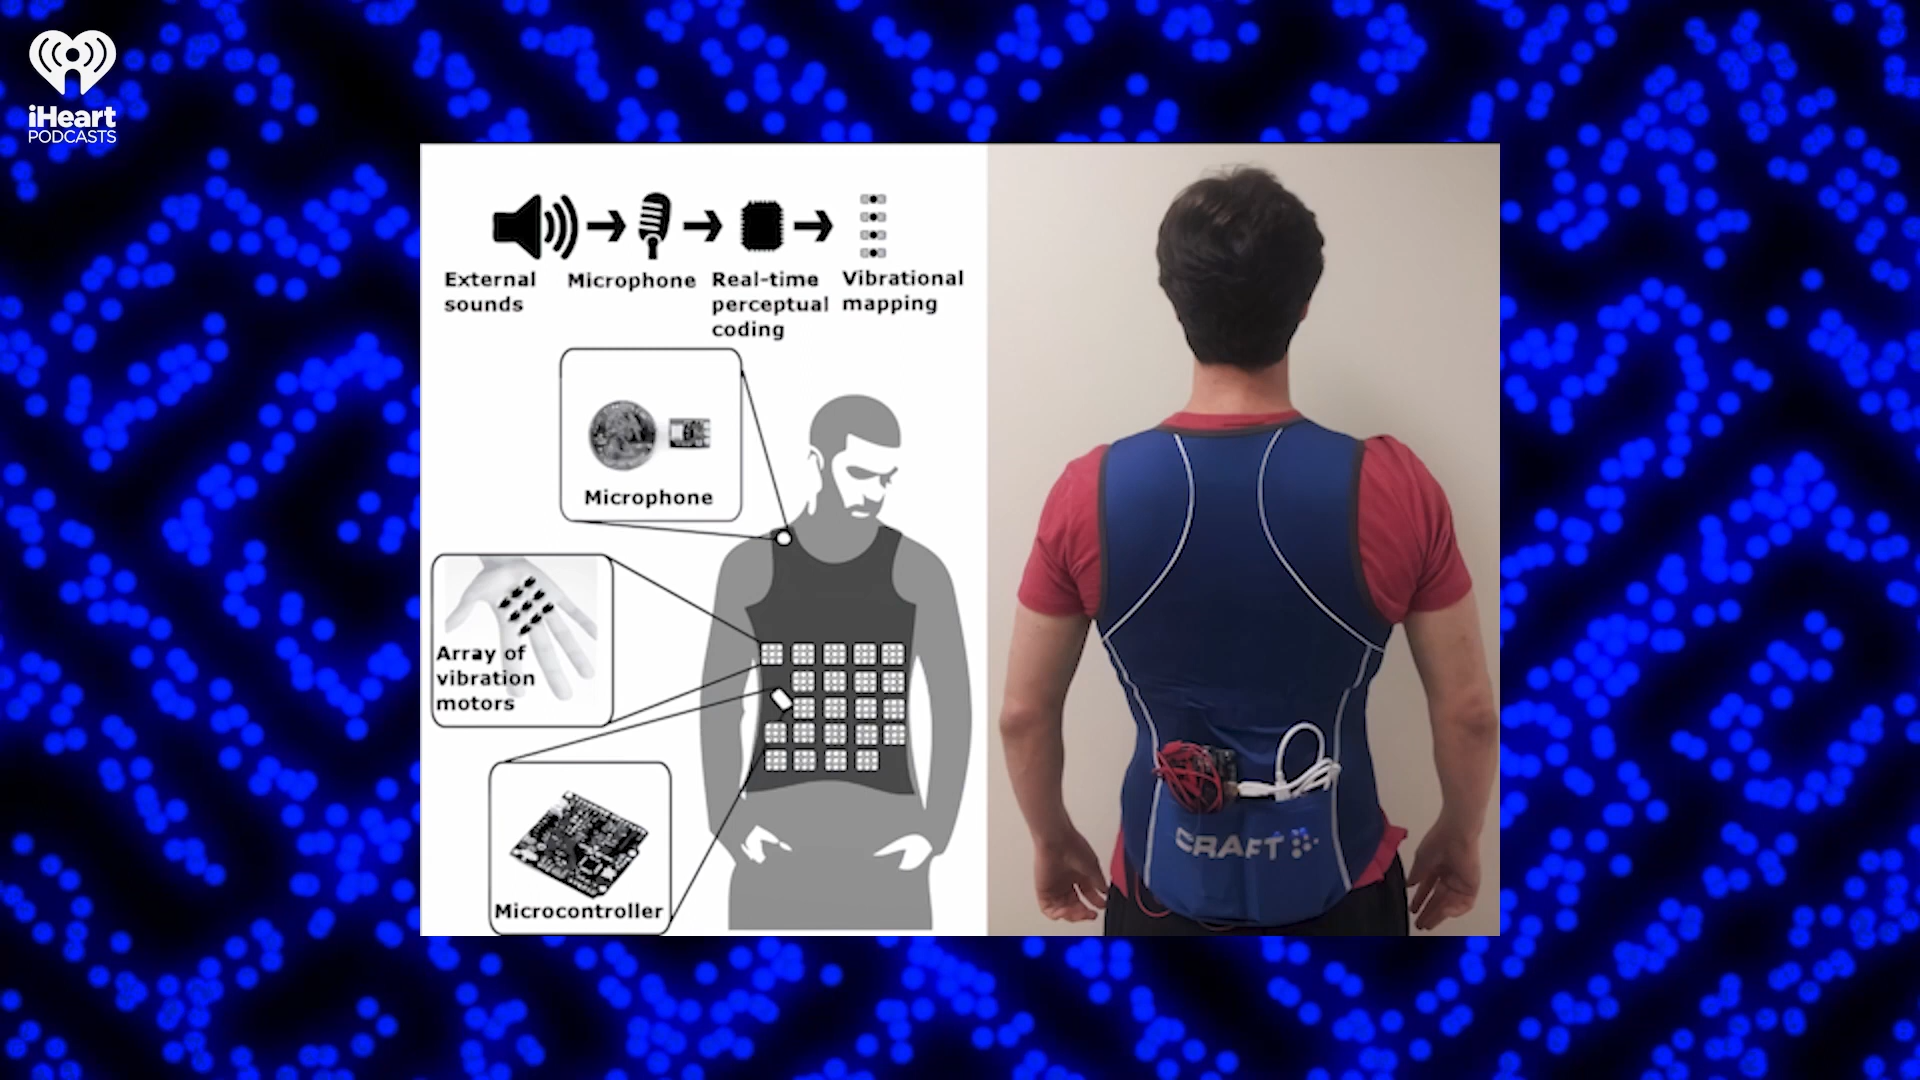 iHeart
PODCASTS
External
sounds
Microphone
Real-time
perceptual
coding
Vibrational
mapping
Microphone
Array of
vibration
motors
Microcontroller
CRAFT